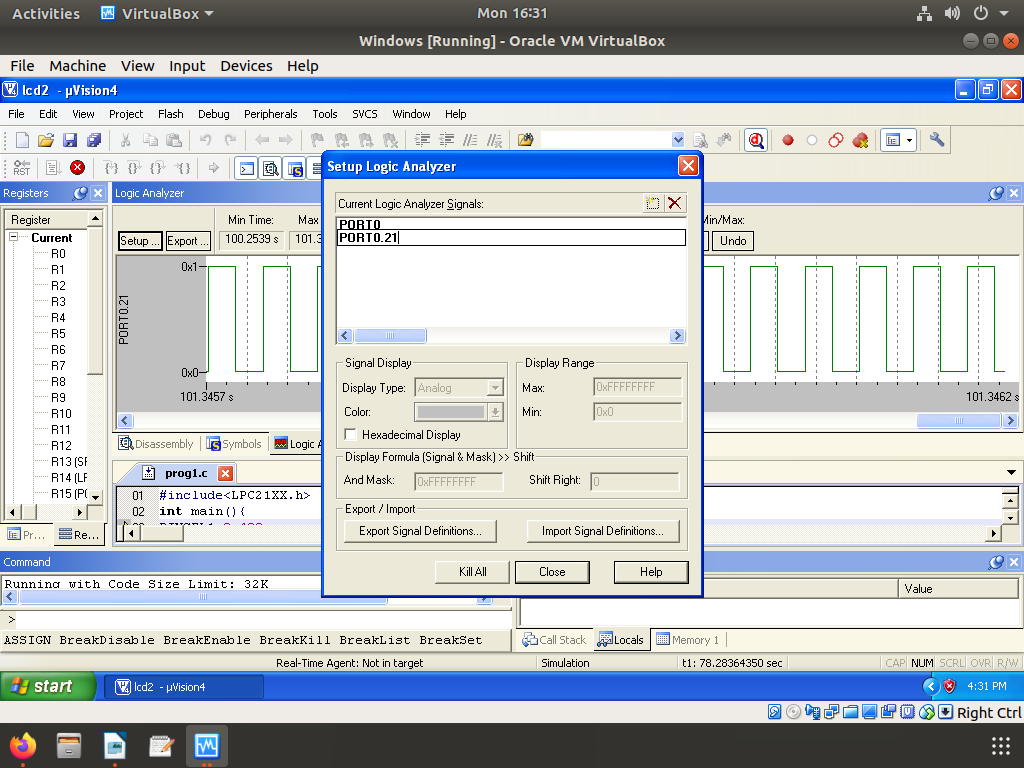 Activities VirtualBox Mon 16:31
Windows [Running] - Oracle VM VirtualBox
File Machine View Input Devices Help
lcd2 - µVision4
File Edit View Project Flash Debug Peripherals Tools SVCS Window Help
RST
Registers
Register
Current
R0
R1
R2
R3
R4
R5
R6
R7
R8
R9
R10
R11
R12
R13 (SF
R14 (LF
R15 (PC
Pr... Re...
Logic Analyzer
Min Time: Max
Setup ... Export ... 100.2539 s 101.3
Min/Max:
Undo
PORT0.21
0x1
0x0
101.3457 s 101.3462 s
Disassembly Symbols Logic A
prog1.c
01 #include<LPC21XX.h>
02 int main(){
Setup Logic Analyzer
Current Logic Analyzer Signals:
PORT0
PORT0.21
Signal Display
Display Type: Analog
Color:
Hexadecimal Display
Display Range
Max: 0xFFFFFFFF
Min: 0x0
Display Formula (Signal & Mask) >> Shift
And Mask: 0xFFFFFFFF Shift Right: 0
Export / Import
Export Signal Definitions... Import Signal Definitions...
Kill All Close Help
Command
Running with Code Size Limit: 32K
>
ASSIGN BreakDisable BreakEnable BreakKill BreakList BreakSet
Value
Call Stack Locals Memory 1
Real-Time Agent: Not in target Simulation t1: 78.28364350 sec CAP NUM SCRL OVR R/W
start lcd2 - µVision4 4:31 PM
Right Ctrl